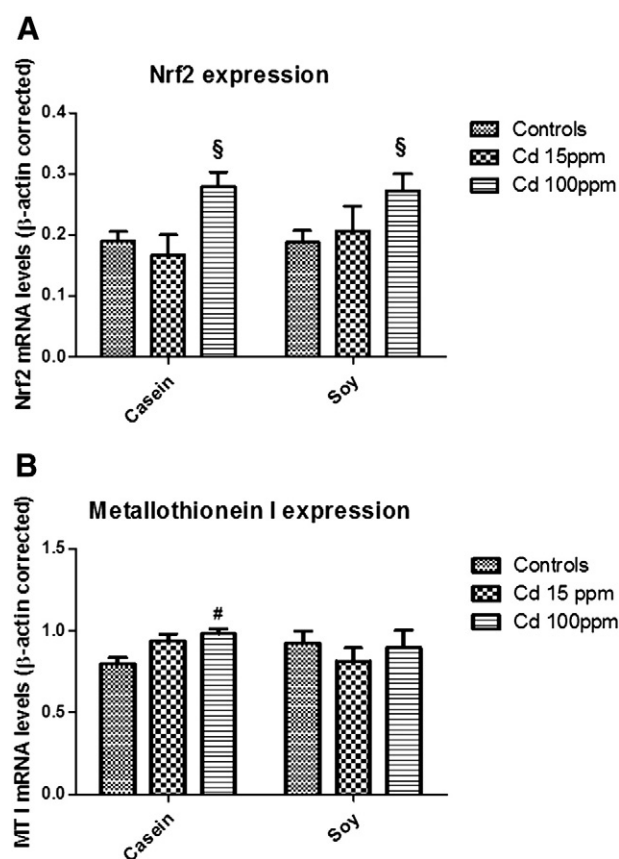 A
Nrf2 expression
Nrf2 mRNA levels (β-actin corrected)
0.4
0.3
0.2
0.1
0.0
§
§
Casein
Soy
Controls
Cd 15ppm
Cd 100ppm
B
Metallothionein I expression
MT I mRNA levels (β-actin corrected)
1.5
1.0
0.5
0.0
#
Casein
Soy
Controls
Cd 15 ppm
Cd 100ppm